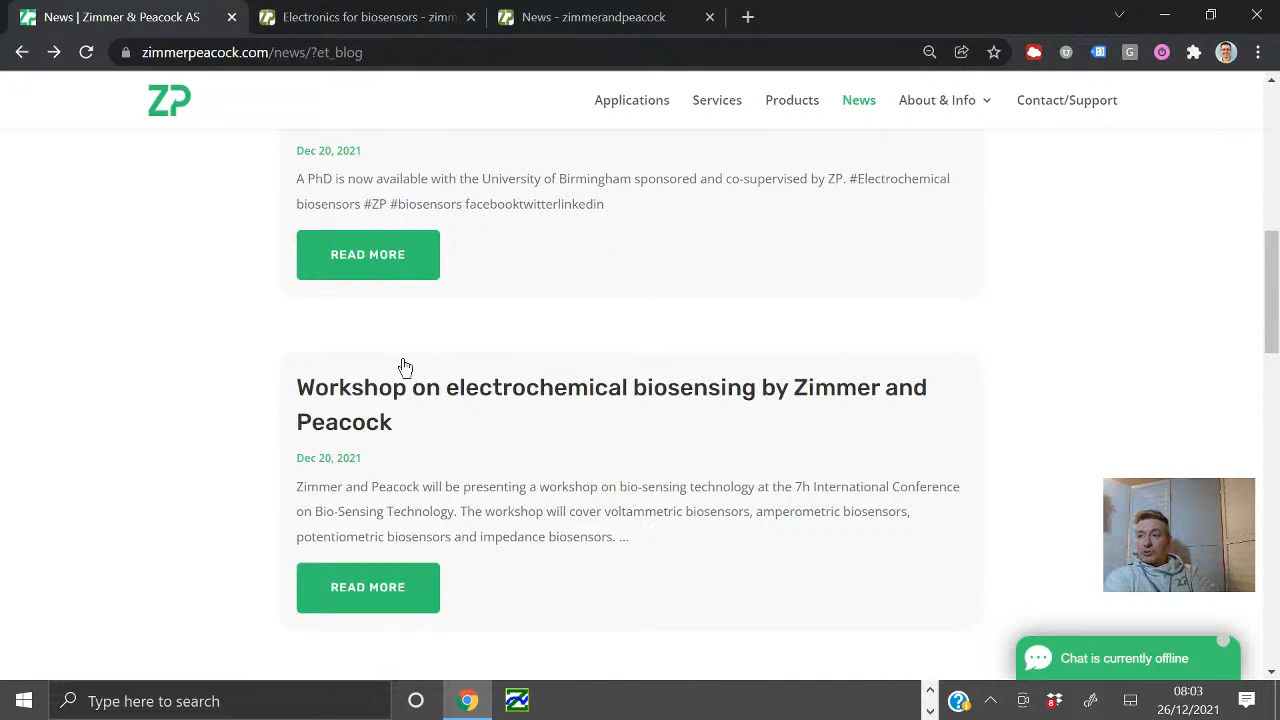 News | Zimmer & Peacock AS
Electronics for biosensors - zimm
News - zimmerandpeacock
zimmerpeacock.com/news/?et_blog
G
ZP
Applications
Services
Products
News
About & Info
Contact/Support
Dec 20, 2021
A PhD is now available with the University of Birmingham sponsored and co-supervised by ZP. #Electrochemical
biosensors #ZP #biosensors facebooktwitterlinkedin
READ MORE
Workshop on electrochemical biosensing by Zimmer and
Peacock
Dec 20, 2021
Zimmer and Peacock will be presenting a workshop on bio-sensing technology at the 7h International Conference
on Bio-Sensing Technology. The workshop will cover voltammetric biosensors, amperometric biosensors,
potentiometric biosensors and impedance biosensors. ...
READ MORE
Chat is currently offline
Type here to search
8
08:03
26/12/2021